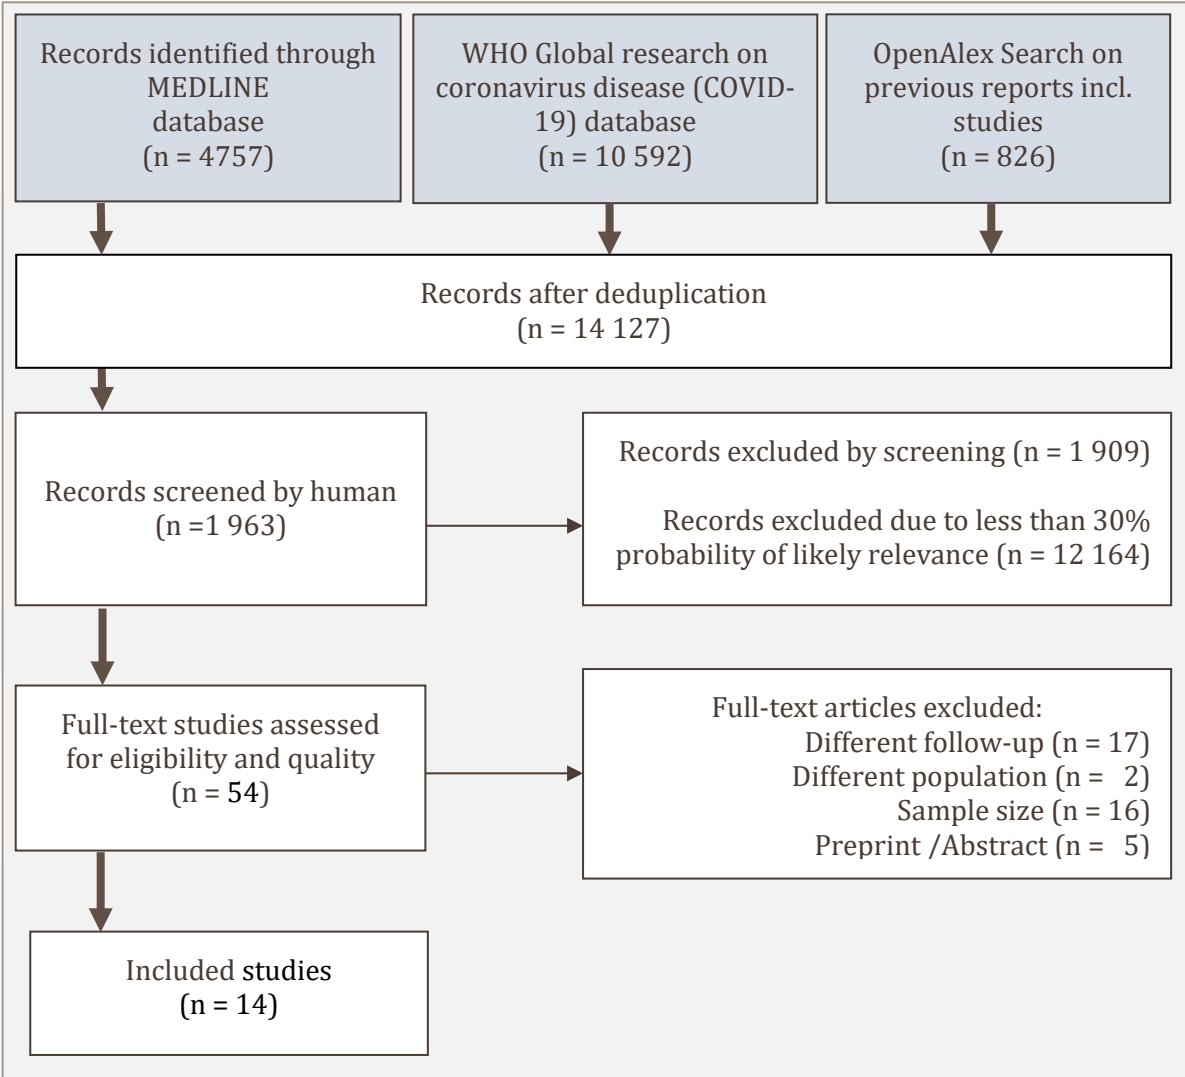 Records identified through
MEDLINE
database
(n = 4757)
WHO Global research on
coronavirus disease (COVID-
19) database
(n = 10 592)
OpenAlex Search on
previous reports incl.
studies
(n = 826)
Records after deduplication
(n = 14 127)
Records screened by human
(n =1 963)
Records excluded by screening (n = 1 909)
Records excluded due to less than 30%
probability of likely relevance (n = 12 164)
Full-text studies assessed
for eligibility and quality
(n = 54)
Full-text articles excluded:
Different follow-up (n = 17)
Different population (n = 2)
Sample size (n = 16)
Preprint /Abstract (n = 5)
Included studies
(n = 14)